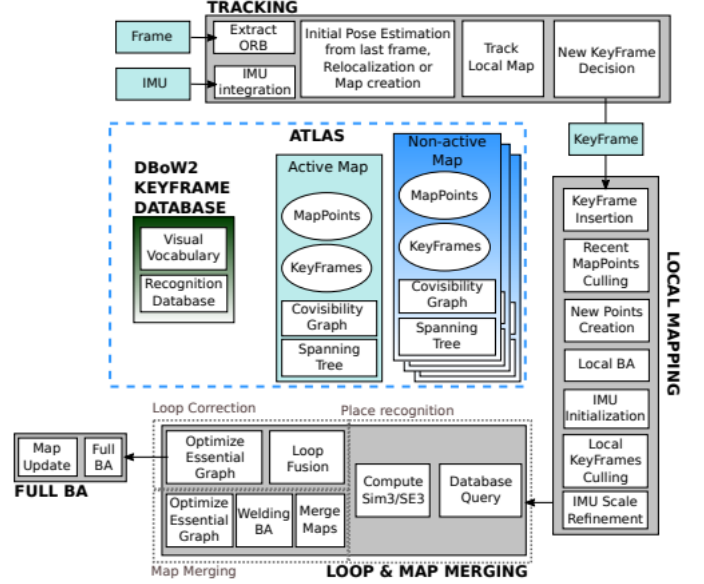 TRACKING
Frame
IMU
Extract
ORB
IMU
integration
Initial Pose Estimation
from last frame,
Relocalization or
Map creation
Track
Local Map
New KeyFrame
Decision
KeyFrame
ATLAS
DBoW2
KEYFRAME
DATABASE
Visual
Vocabulary
Recognition
Database
Active Map
MapPoints
KeyFrames
Covisibility
Graph
Spanning
Tree
Non-active
Map
MapPoints
KeyFrames
Covisibility
Graph
Spanning
Tree
LOCAL MAPPING
KeyFrame
Insertion
Recent
MapPoints
Culling
New Points
Creation
Local BA
IMU
Initialization
Local
KeyFrames
Culling
IMU Scale
Refinement
Loop Correction
Place recognition
Map
Update
Full
BA
FULL BA
Optimize
Essential
Graph
Loop
Fusion
Compute
Sim3/SE3
Database
Query
Optimize
Essential
Graph
Welding
BA
Merge
Maps
Map Merging
LOOP & MAP MERGING